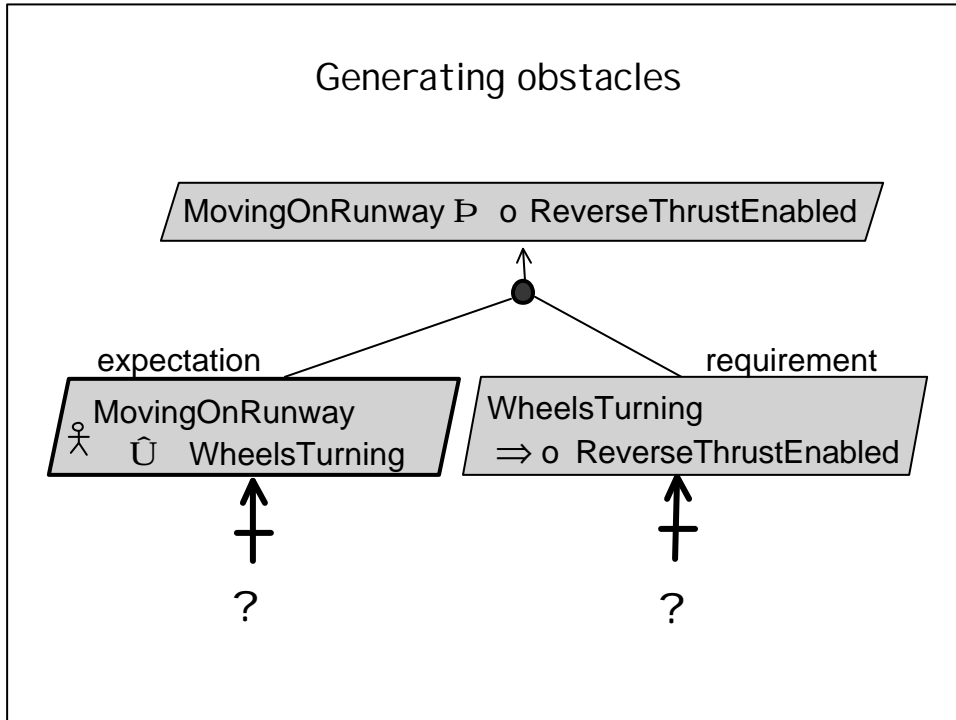 Generating obstacles
MovingOnRunway Þ o ReverseThrustEnabled
expectation
requirement
MovingOnRunway
Û WheelsTurning
WheelsTurning
⇒ o ReverseThrustEnabled
?
?